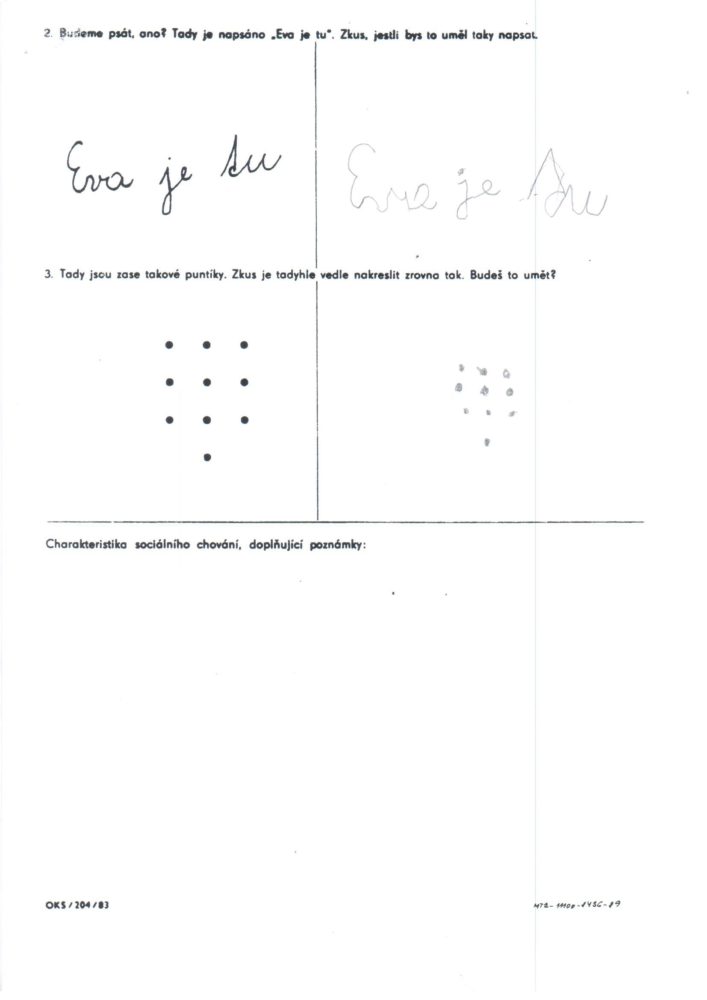 2. Budeme psát, ano? Tady je napsáno „Eva je tu“. Zkus, jestli bys to uměl taky napsat.
Eva je tu Eva je tu
3. Tady jsou zase takové puntíky. Zkus je tadyhle vedle nakreslit zrovna tak. Budeš to umět?
Charakteristika sociálního chování, doplňující poznámky:
OKS/204/83 MT2-11100-8436-89